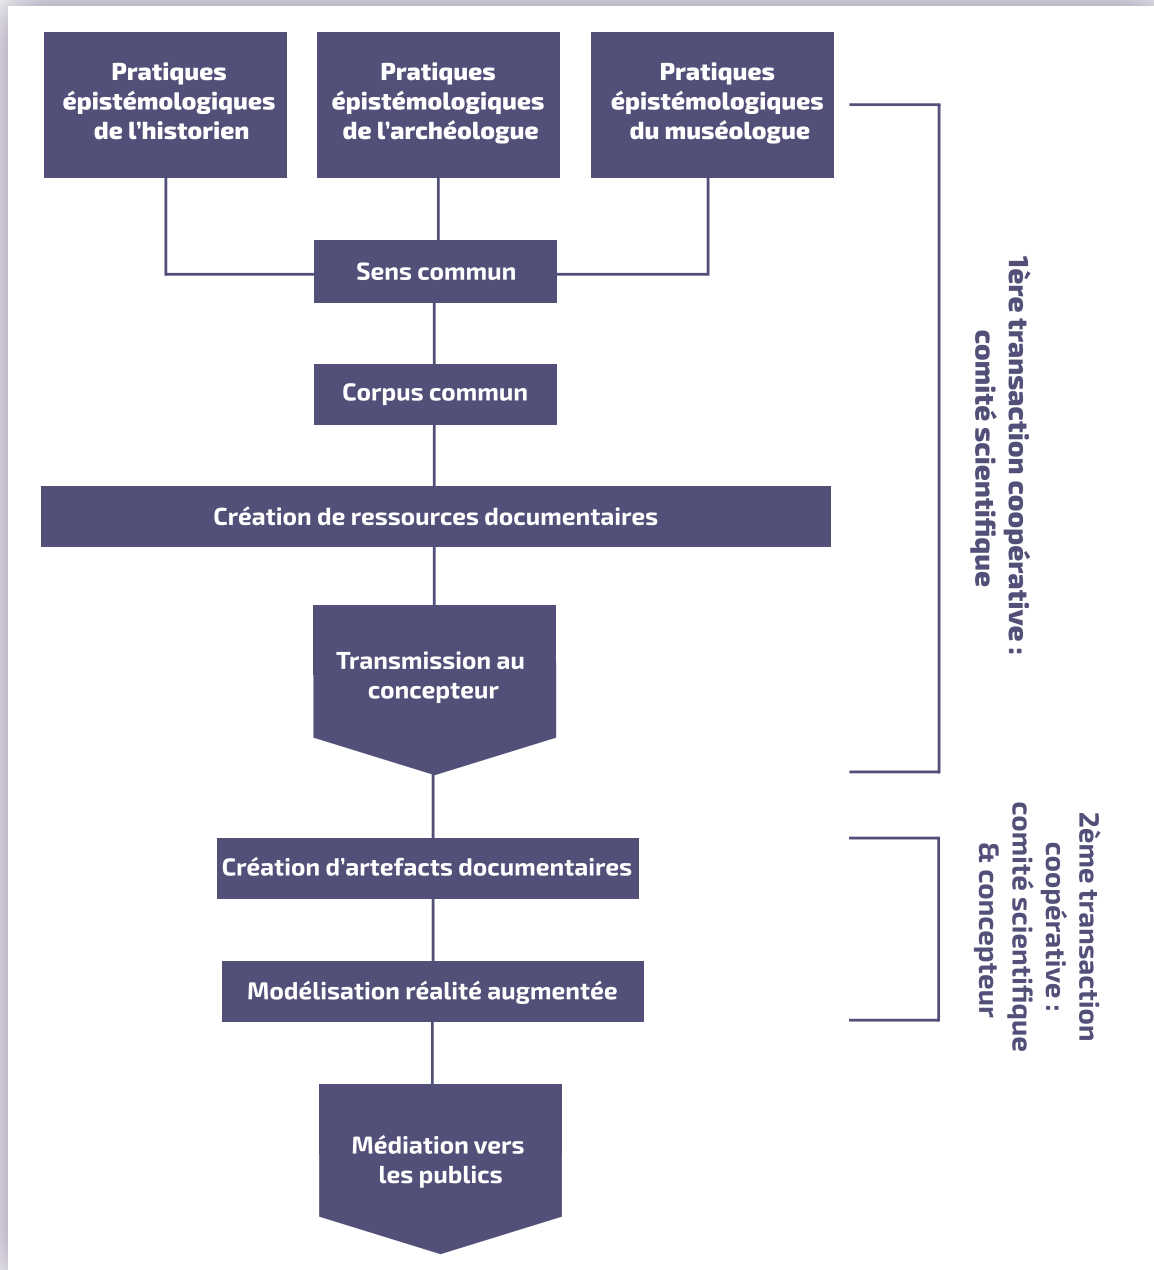 Pratiques
épistémologiques
de l’historien
Pratiques
épistémologiques
de l’archéologue
Pratiques
épistémologiques
du muséologue
Sens commun
Corpus commun
Création de ressources documentaires
Transmission au
concepteur
Création d’artefacts documentaires
Modélisation réalité augmentée
Médiation vers
les publics
1ère transaction coopérative :
comité scientifique
2ème transaction
coopérative :
comité scientifique
& concepteur